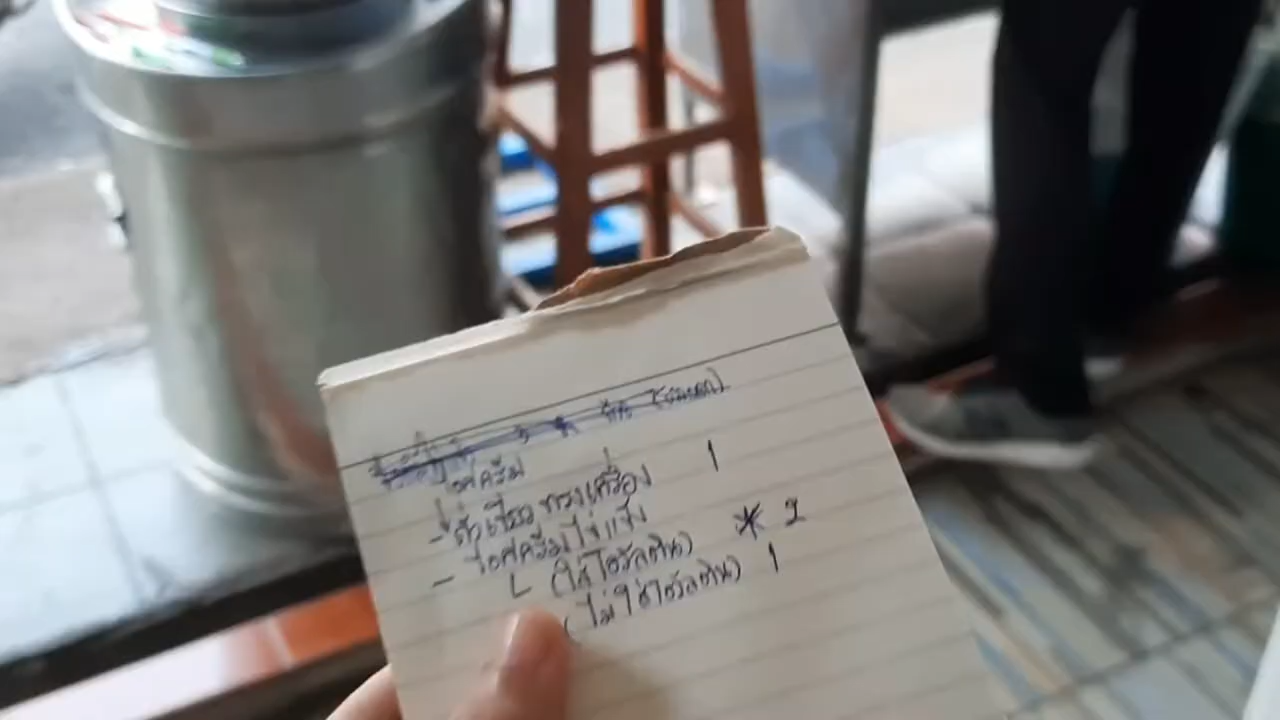 ไอศครีม
- ถั่วเขียวทรงเครื่อง 1
- ไอศครีมไข่แข็ง
(ใส่โอวัลติน) 2
(ไม่ใส่โอวัลติน) 1